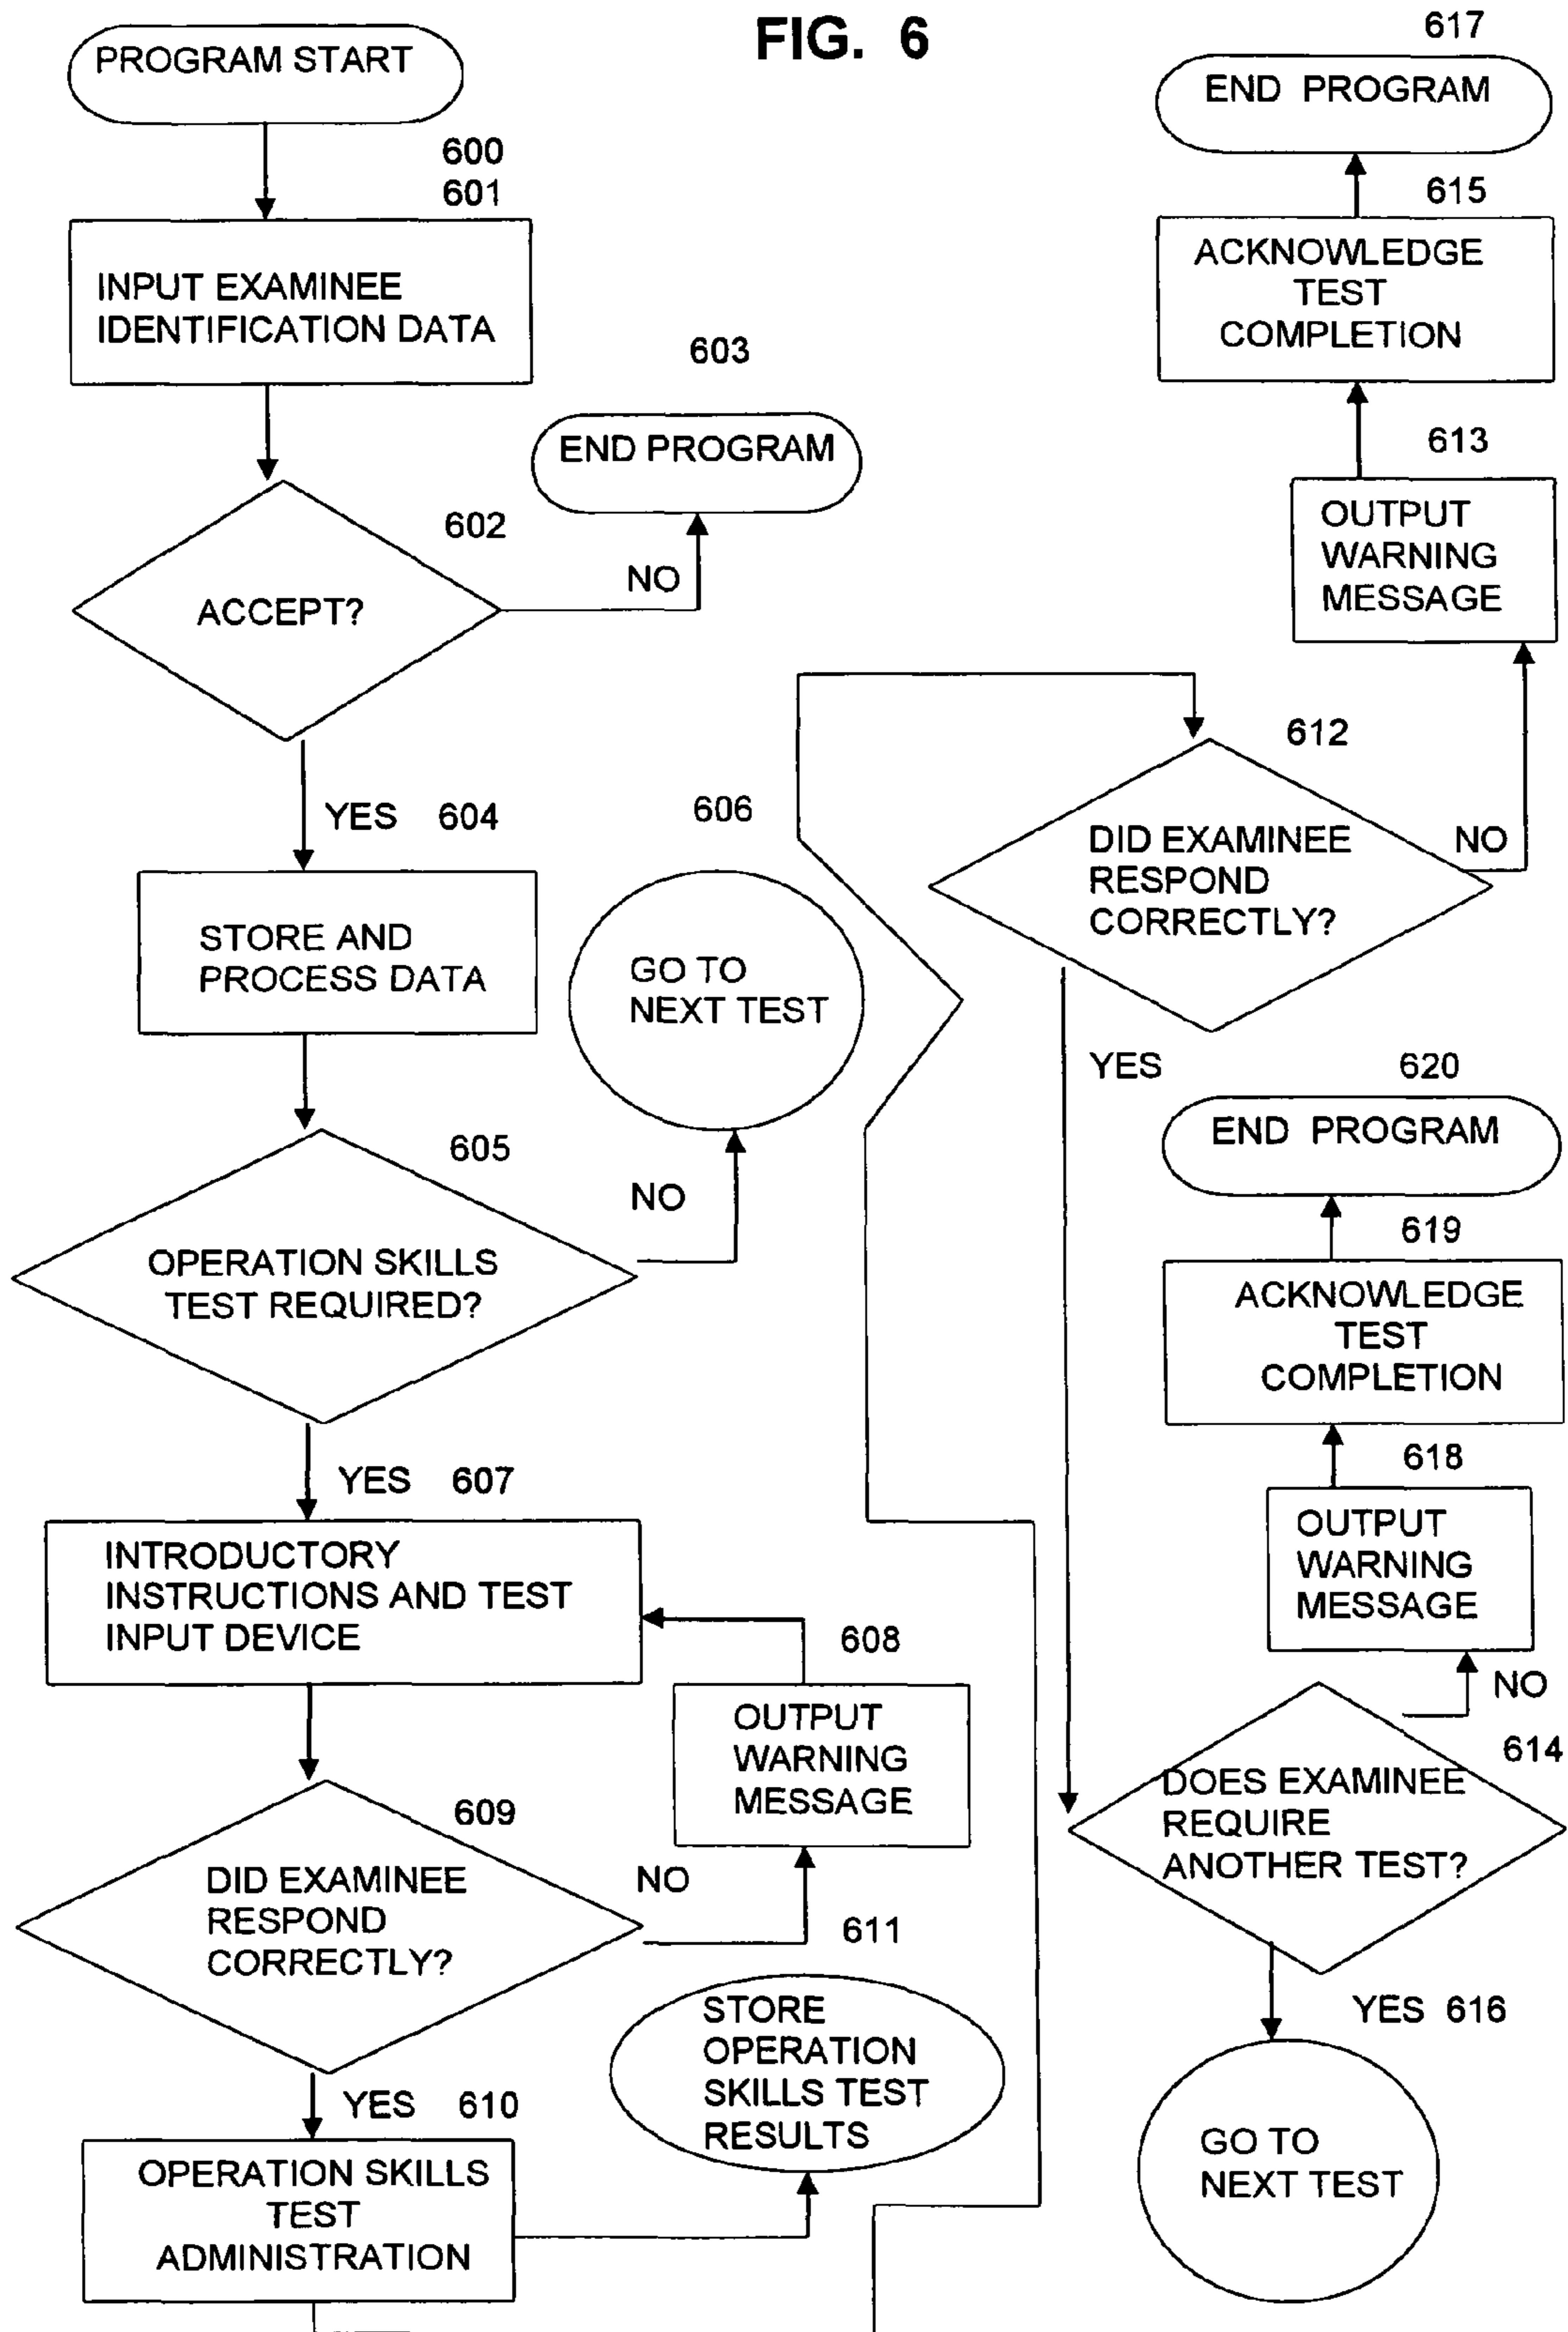 FIG. 6
PROGRAM START
600
601
INPUT EXAMINEE
IDENTIFICATION DATA
603
END PROGRAM
602
NO
ACCEPT?
YES 604
606
STORE AND
PROCESS DATA
GO TO
NEXT TEST
605
NO
OPERATION SKILLS
TEST REQUIRED?
YES 607
INTRODUCTORY
INSTRUCTIONS AND TEST
INPUT DEVICE
608
OUTPUT
WARNING
MESSAGE
609
NO
DID EXAMINEE
RESPOND
CORRECTLY?
611
STORE
OPERATION
SKILLS TEST
RESULTS
YES 610
OPERATION SKILLS
TEST
ADMINISTRATION
617
END PROGRAM
615
ACKNOWLEDGE
TEST
COMPLETION
613
OUTPUT
WARNING
MESSAGE
612
NO
DID EXAMINEE
RESPOND
CORRECTLY?
YES
620
END PROGRAM
619
ACKNOWLEDGE
TEST
COMPLETION
618
OUTPUT
WARNING
MESSAGE
NO
614
DOES EXAMINEE
REQUIRE
ANOTHER TEST?
YES 616
GO TO
NEXT TEST